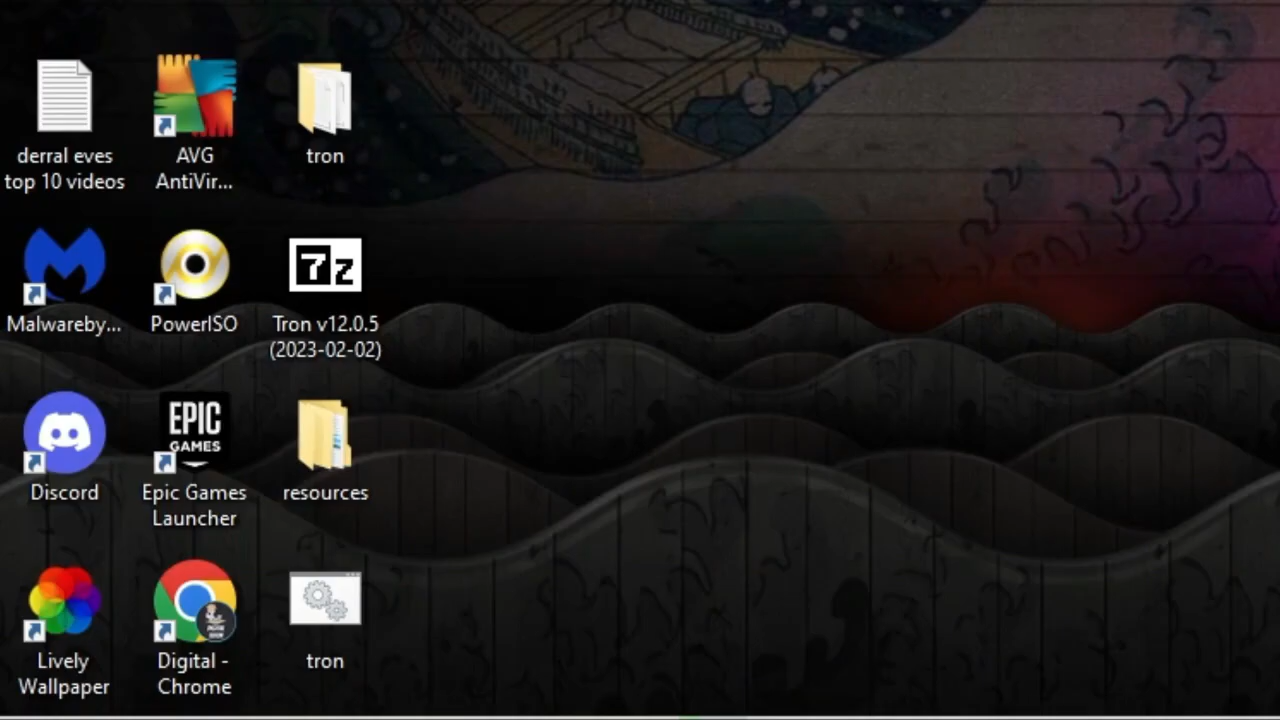 derral eves
top 10 videos
AVG
AntiVir...
tron
Malwareby...
PowerISO
7z
Tron v12.0.5
(2023-02-02)
Discord
EPIC
GAMES
Epic Games
Launcher
resources
Lively
Wallpaper
Digital -
Chrome
tron